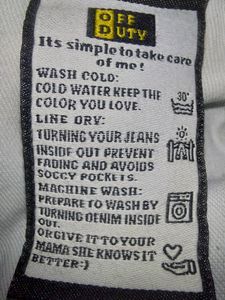 OFF
DUTY
Its simple to take care
of me!
WASH COLD:
COLD WATER KEEP THE
COLOR YOU LOVE.
30°
LINE DRY:
TURNING YOUR JEANS
INSIDE OUT PREVENT
FADING AND AVOIDS
SOGGY POCKETS.
MACHINE WASH:
PREPARE TO WASH BY
TURNING DENIM INSIDE
OUT.
ORGIVE IT TO YOUR
MAMA SHE KNOWS IT
BETTER:)